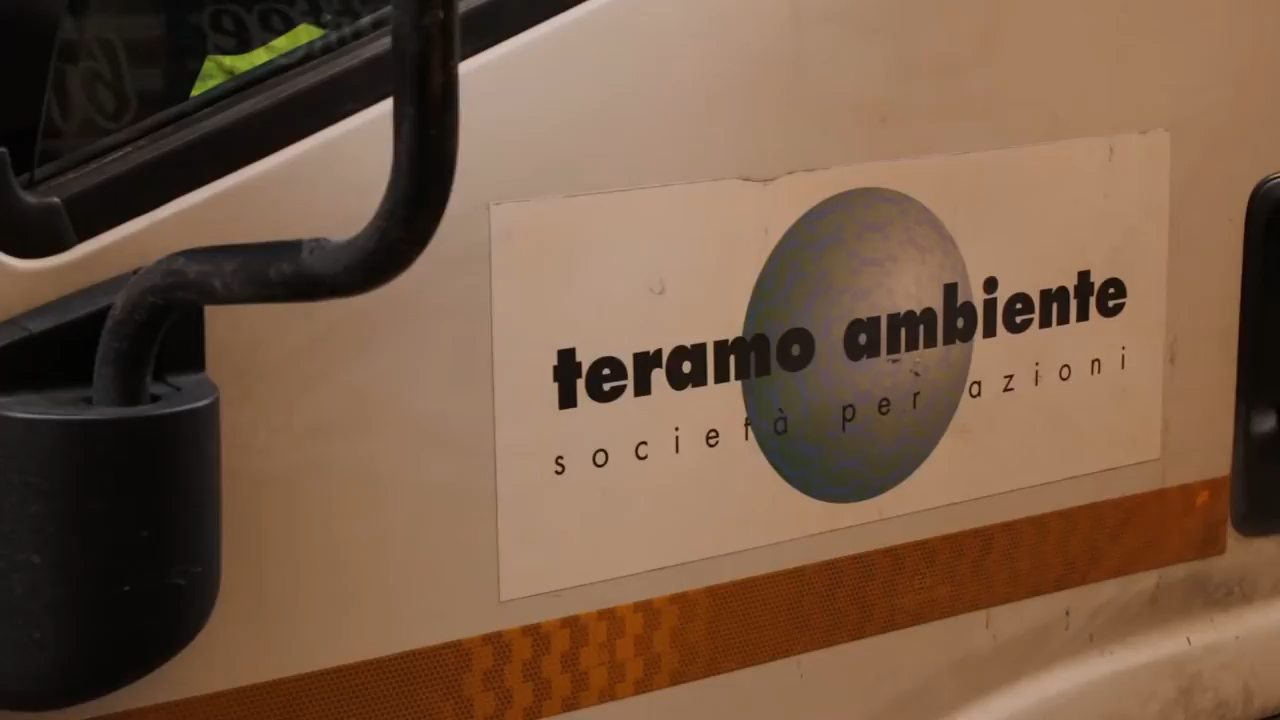 teramo ambiente
società per azioni